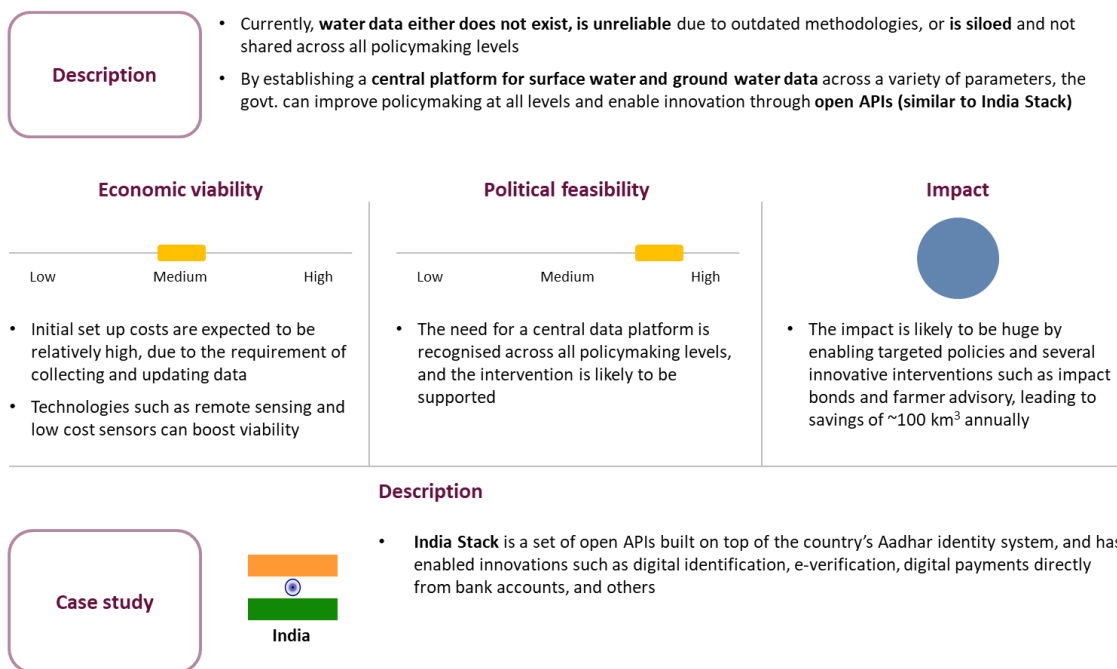 Description
• Currently, water data either does not exist, is unreliable due to outdated methodologies, or is siloed and not
shared across all policymaking levels
• By establishing a central platform for surface water and ground water data across a variety of parameters, the
govt. can improve policymaking at all levels and enable innovation through open APIs (similar to India Stack)
Economic viability
Low Medium High
• Initial set up costs are expected to be
relatively high, due to the requirement of
collecting and updating data
• Technologies such as remote sensing and
low cost sensors can boost viability
Political feasibility
Low Medium High
• The need for a central data platform is
recognised across all policymaking levels,
and the intervention is likely to be
supported
Impact
• The impact is likely to be huge by
enabling targeted policies and several
innovative interventions such as impact
bonds and farmer advisory, leading to
savings of ~100 km³ annually
Case study
India
Description
• India Stack is a set of open APIs built on top of the country's Aadhar identity system, and has
enabled innovations such as digital identification, e-verification, digital payments directly
from bank accounts, and others